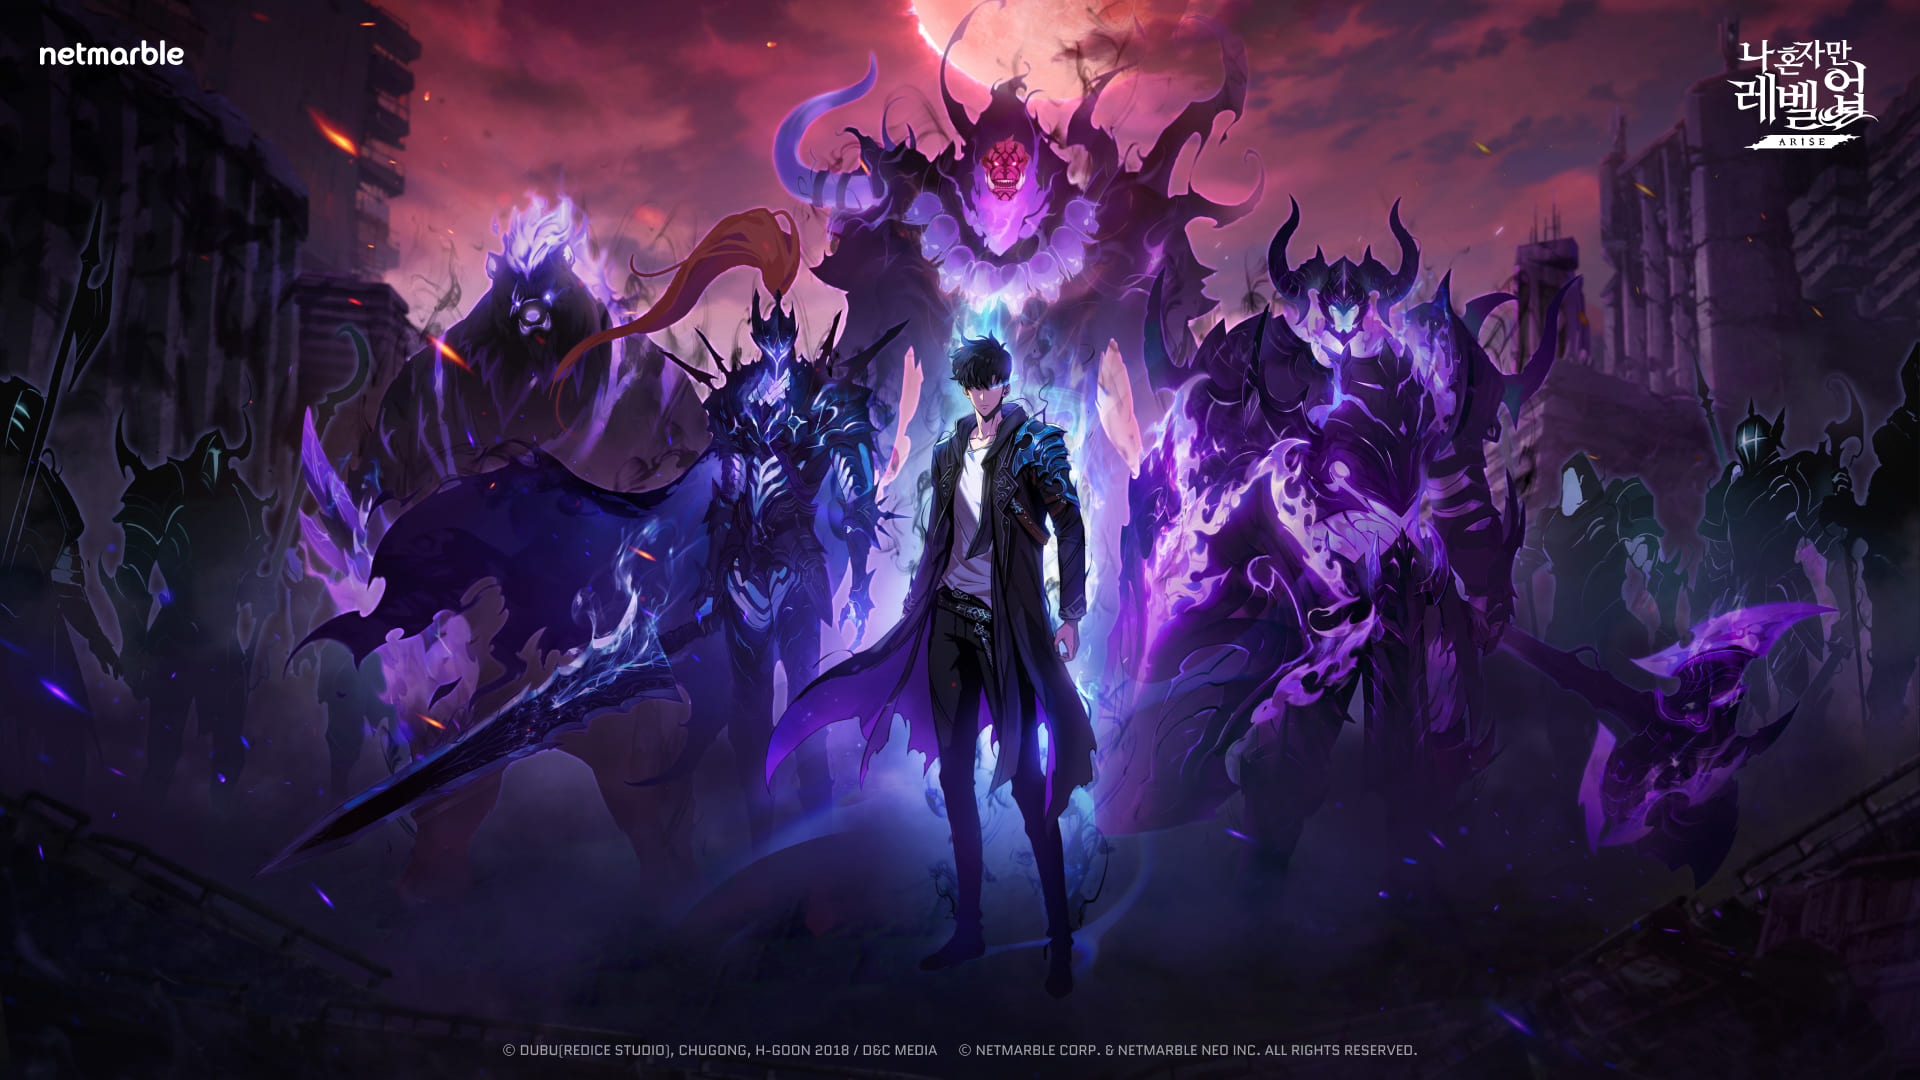 netmarble
나 혼자만
레벨업
ARISE
© DUBU(REDICE STUDIO), CHUGONG, H-GOON 2018 / D&C MEDIA © NETMARBLE CORP. & NETMARBLE NEO INC. ALL RIGHTS RESERVED.